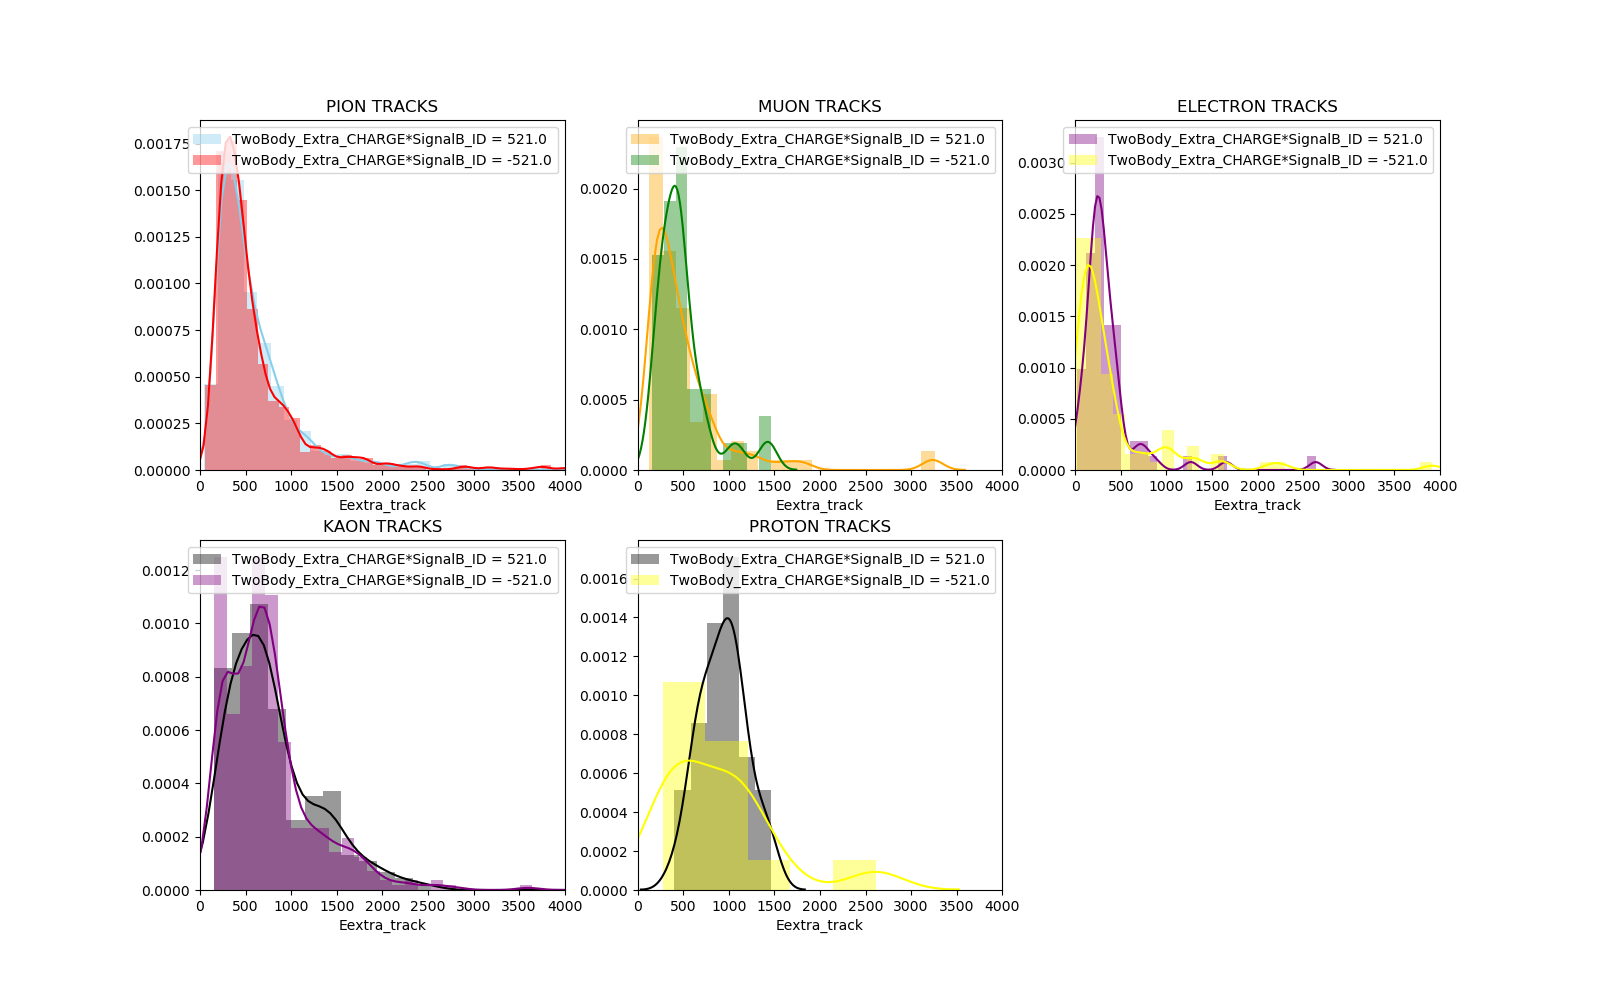 PION TRACKS
TwoBody_Extra_CHARGE*SignalB_ID = 521.0
TwoBody_Extra_CHARGE*SignalB_ID = -521.0
0.00175
0.00150
0.00125
0.00100
0.00075
0.00050
0.00025
0.00000
0 500 1000 1500 2000 2500 3000 3500 4000
Eextra_track
MUON TRACKS
TwoBody_Extra_CHARGE*SignalB_ID = 521.0
TwoBody_Extra_CHARGE*SignalB_ID = -521.0
0.0020
0.0015
0.0010
0.0005
0.0000
0 500 1000 1500 2000 2500 3000 3500 4000
Eextra_track
ELECTRON TRACKS
TwoBody_Extra_CHARGE*SignalB_ID = 521.0
TwoBody_Extra_CHARGE*SignalB_ID = -521.0
0.0030
0.0025
0.0020
0.0015
0.0010
0.0005
0.0000
0 500 1000 1500 2000 2500 3000 3500 4000
Eextra_track
KAON TRACKS
TwoBody_Extra_CHARGE*SignalB_ID = 521.0
TwoBody_Extra_CHARGE*SignalB_ID = -521.0
0.0012
0.0010
0.0008
0.0006
0.0004
0.0002
0.0000
0 500 1000 1500 2000 2500 3000 3500 4000
Eextra_track
PROTON TRACKS
TwoBody_Extra_CHARGE*SignalB_ID = 521.0
TwoBody_Extra_CHARGE*SignalB_ID = -521.0
0.0016
0.0014
0.0012
0.0010
0.0008
0.0006
0.0004
0.0002
0.0000
0 500 1000 1500 2000 2500 3000 3500 4000
Eextra_track